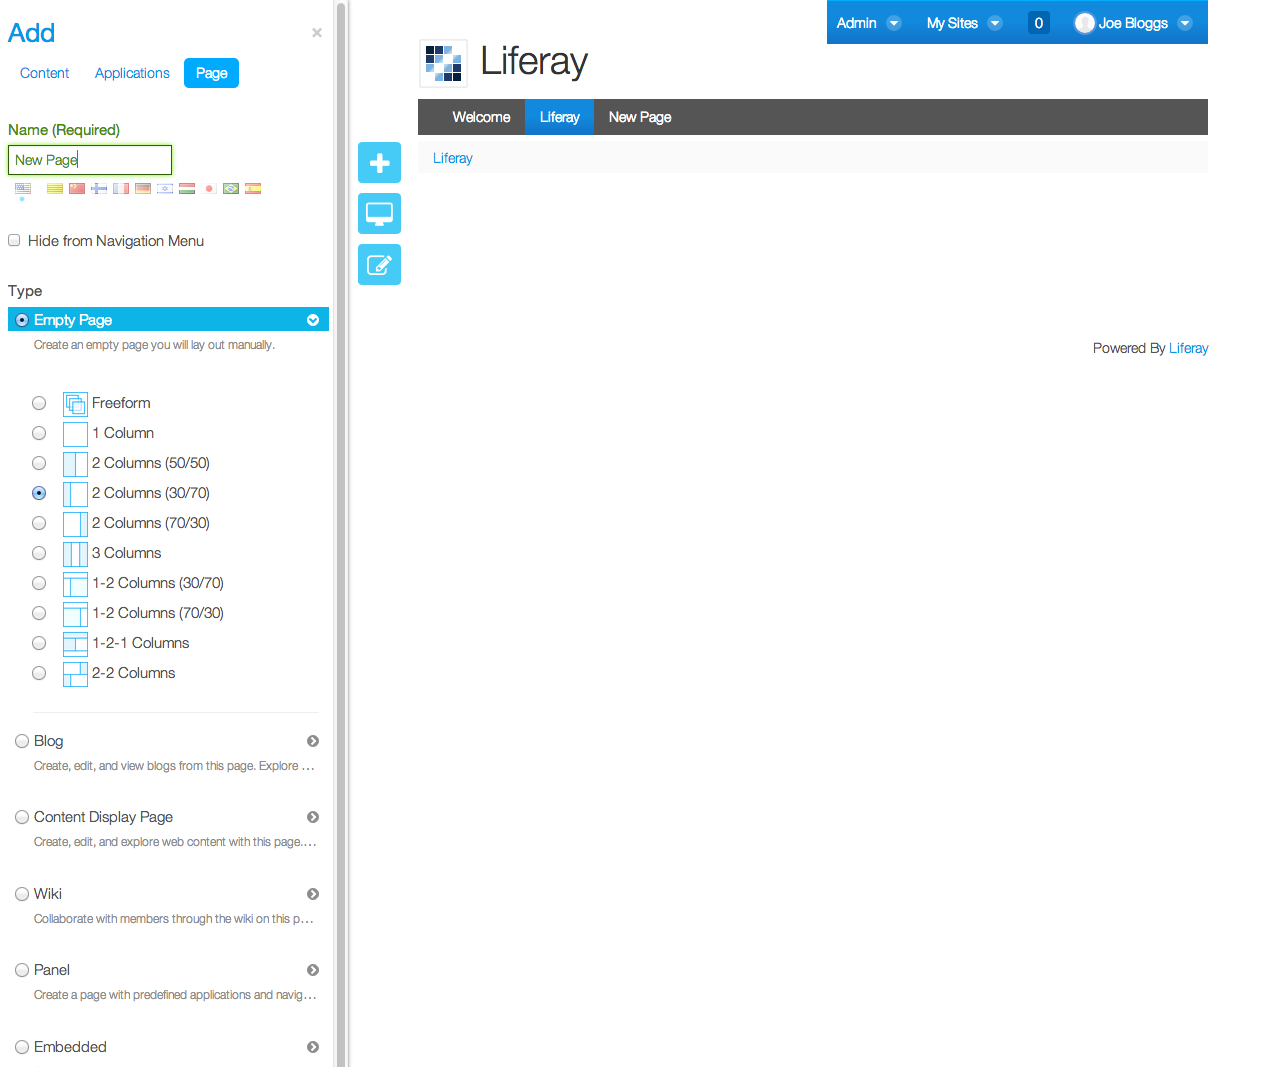 Add
×
Content Applications Page
Name (Required)
New Page
Hide from Navigation Menu
Type
Empty Page
Create an empty page you will lay out manually.
Freeform
1 Column
2 Columns (50/50)
2 Columns (30/70)
2 Columns (70/30)
3 Columns
1-2 Columns (30/70)
1-2 Columns (70/30)
1-2-1 Columns
2-2 Columns
Blog
Create, edit, and view blogs from this page. Explore ...
Content Display Page
Create, edit, and explore web content with this page....
Wiki
Collaborate with members through the wiki on this p...
Panel
Create a page with predefined applications and navig...
Embedded
Admin My Sites 0 Joe Bloggs
Liferay
Welcome Liferay New Page
Liferay
Powered By Liferay